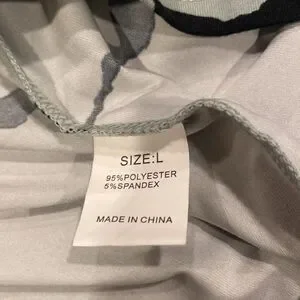 SIZE:L
95%POLYESTER
5%SPANDEX
MADE IN CHINA